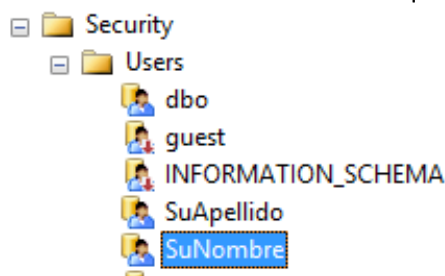 Security
Users
dbo
guest
INFORMATION_SCHEMA
SuApellido
SuNombre